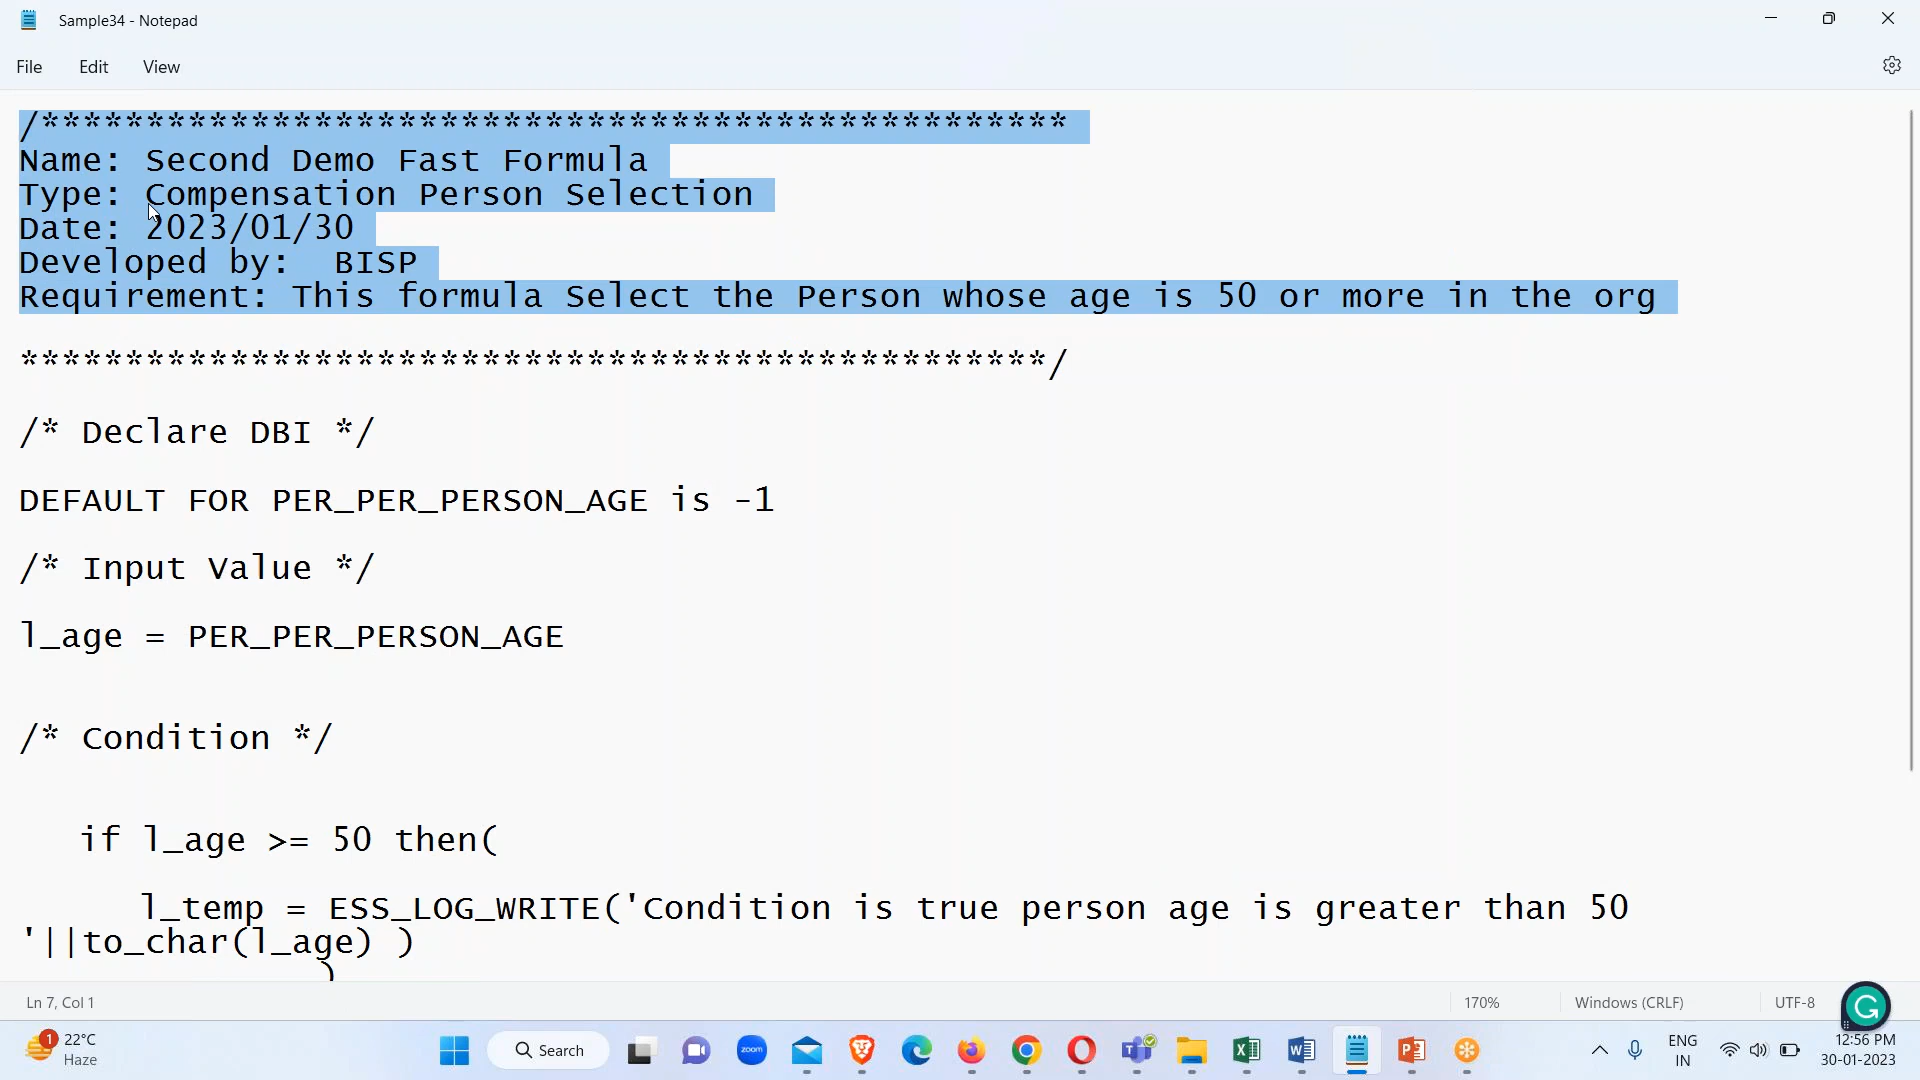 Sample34 - Notepad
File Edit View
/*************************************************
Name: Second Demo Fast Formula
Type: Compensation Person Selection
Date: 2023/01/30
Developed by:  BISP
Requirement: This formula Select the Person whose age is 50 or more in the org
*************************************************/
/* Declare DBI */
DEFAULT FOR PER_PER_PERSON_AGE is -1
/* Input Value */
l_age = PER_PER_PERSON_AGE
/* Condition */
if l_age >= 50 then(
l_temp = ESS_LOG_WRITE('Condition is true person age is greater than 50
'||to_char(l_age) )
)
Ln 7, Col 1 170% Windows (CRLF) UTF-8
1
22°C
Haze
Search
zoom
ENG
IN
12:56 PM
30-01-2023